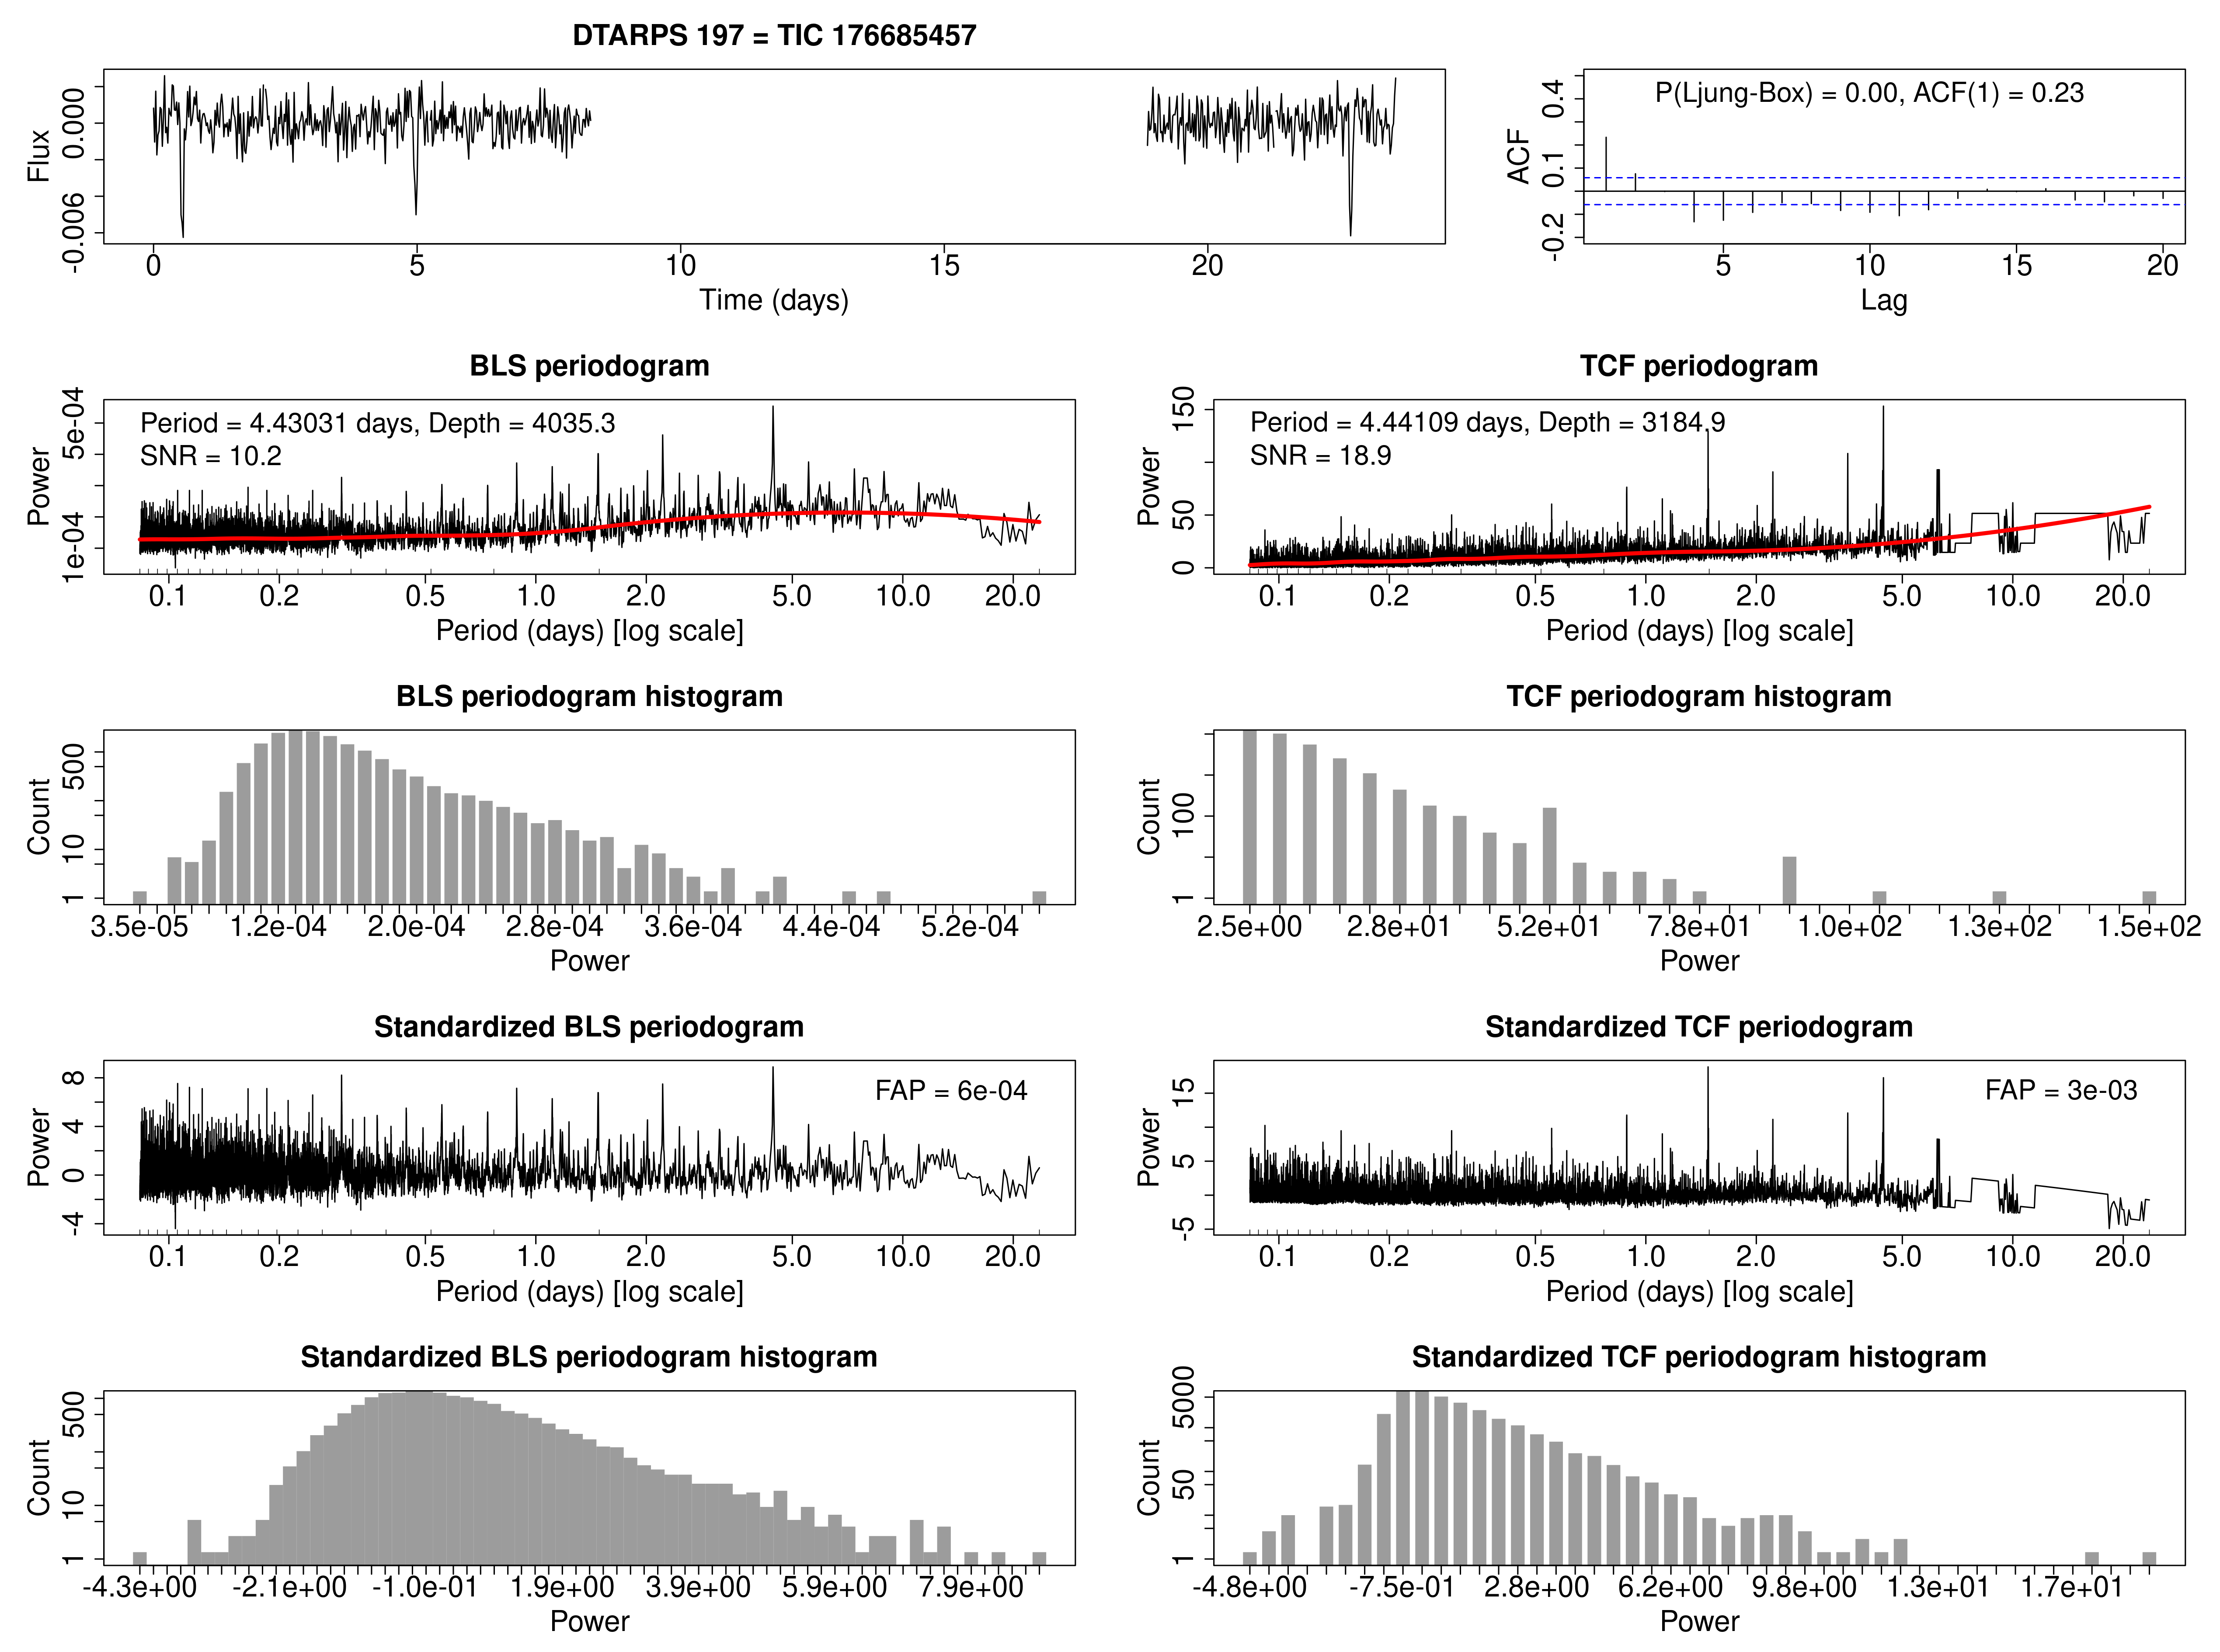 DTARPS 197 = TIC 176685457
Flux
0.000
-0.006
0 5 10 15 20
Time (days)
P(Ljung-Box) = 0.00, ACF(1) = 0.23
ACF
0.4
0.1
-0.2
5 10 15 20
Lag
BLS periodogram
Period = 4.43031 days, Depth = 4035.3
SNR = 10.2
Power
5e-04
1e-04
0.1 0.2 0.5 1.0 2.0 5.0 10.0 20.0
Period (days) [log scale]
TCF periodogram
Period = 4.44109 days, Depth = 3184.9
SNR = 18.9
Power
150
50
0
0.1 0.2 0.5 1.0 2.0 5.0 10.0 20.0
Period (days) [log scale]
BLS periodogram histogram
Count
500
10
1
3.5e-05 1.2e-04 2.0e-04 2.8e-04 3.6e-04 4.4e-04 5.2e-04
Power
TCF periodogram histogram
Count
100
1
2.5e+00 2.8e+01 5.2e+01 7.8e+01 1.0e+02 1.3e+02 1.5e+02
Power
Standardized BLS periodogram
FAP = 6e-04
Power
8
4
0
-4
0.1 0.2 0.5 1.0 2.0 5.0 10.0 20.0
Period (days) [log scale]
Standardized TCF periodogram
FAP = 3e-03
Power
15
5
-5
0.1 0.2 0.5 1.0 2.0 5.0 10.0 20.0
Period (days) [log scale]
Standardized BLS periodogram histogram
Count
500
10
1
-4.3e+00 -2.1e+00 -1.0e-01 1.9e+00 3.9e+00 5.9e+00 7.9e+00
Power
Standardized TCF periodogram histogram
Count
5000
50
1
-4.8e+00 -7.5e-01 2.8e+00 6.2e+00 9.8e+00 1.3e+01 1.7e+01
Power